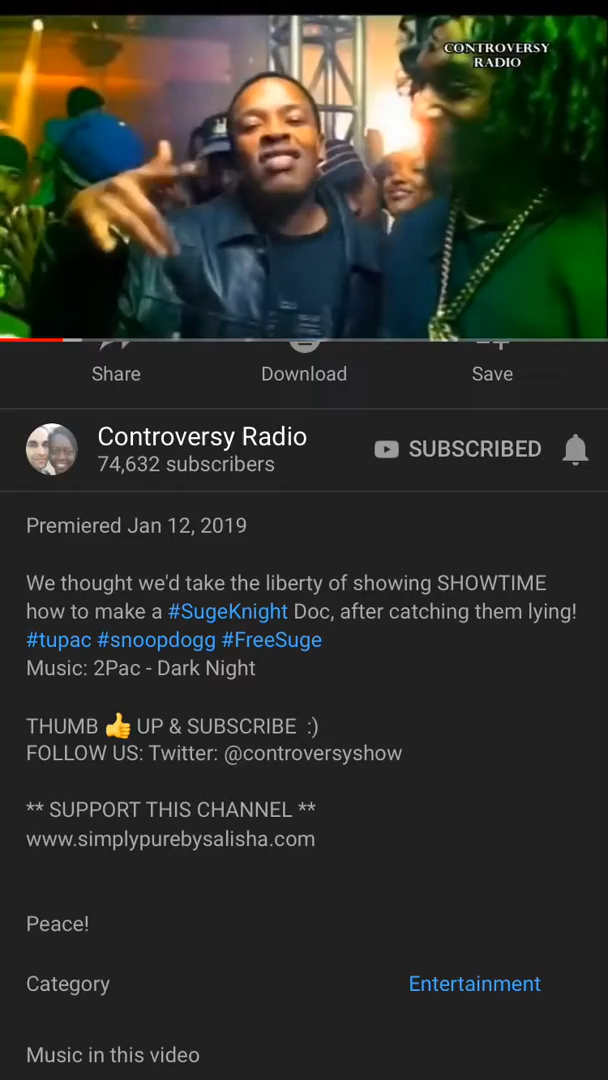 CONTROVERSY
RADIO
Share
Download
Save
Controversy Radio
74,632 subscribers
SUBSCRIBED
Premiered Jan 12, 2019
We thought we'd take the liberty of showing SHOWTIME
how to make a #SugeKnight Doc, after catching them lying!
#tupac #snoopdogg #FreeSuge
Music: 2Pac - Dark Night
THUMB 👍 UP & SUBSCRIBE :)
FOLLOW US: Twitter: @controversyshow
** SUPPORT THIS CHANNEL **
www.simplypurebysalisha.com
Peace!
Category
Entertainment
Music in this video